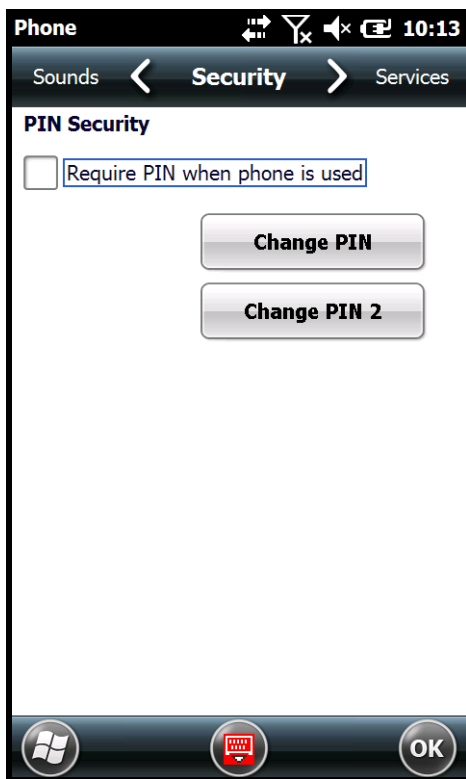 Phone 10:13
Sounds Security Services
PIN Security
Require PIN when phone is used
Change PIN
Change PIN 2
OK